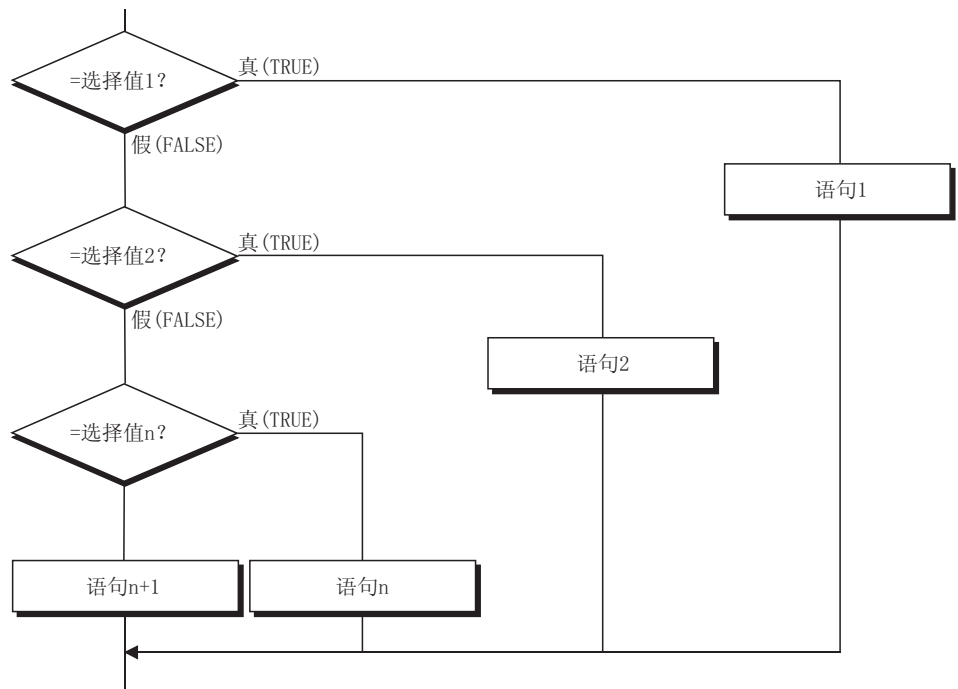 =选择值1?
真(TRUE)
假(FALSE)
语句1
=选择值2?
真(TRUE)
假(FALSE)
语句2
=选择值n?
真(TRUE)
语句n+1
语句n